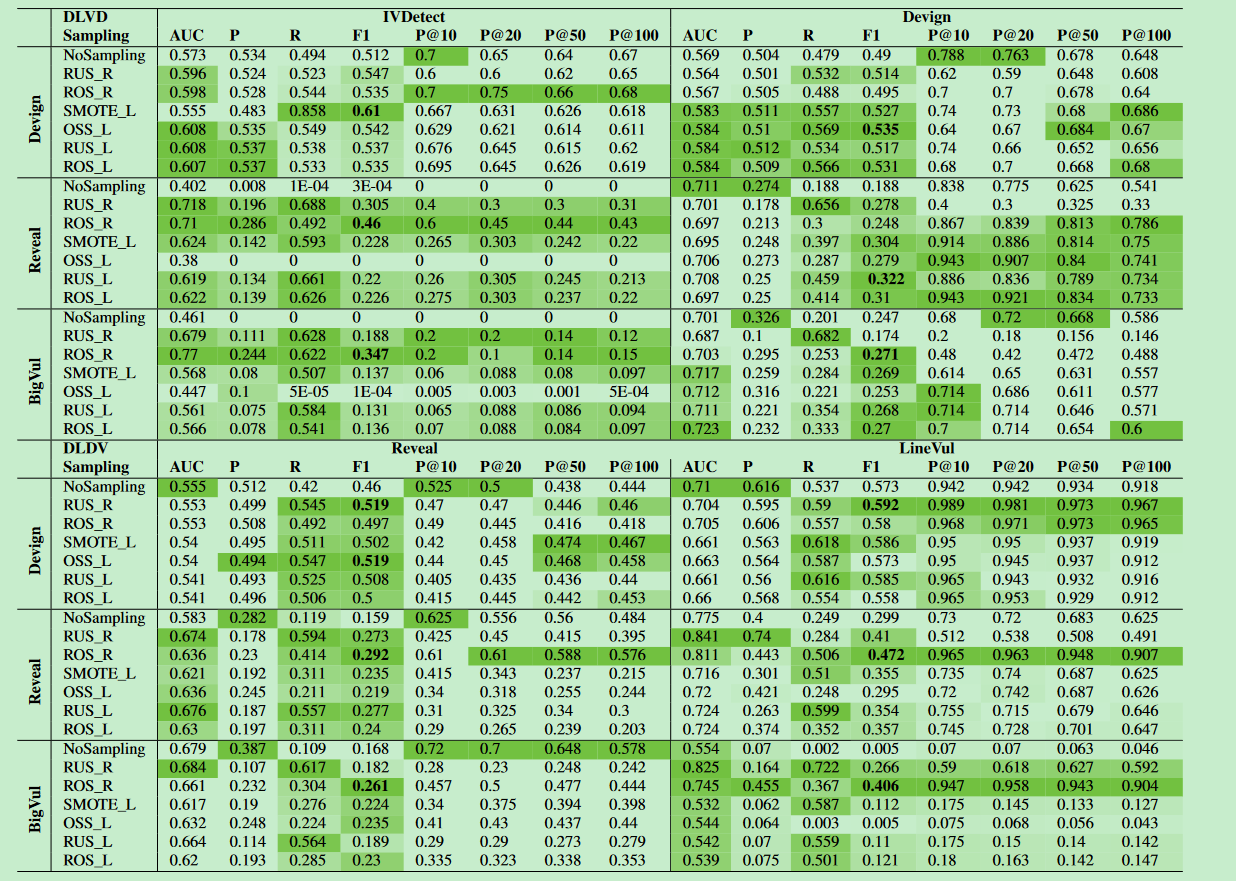 DLVD IVDetect Devign
Sampling AUC P R F1 P@10 P@20 P@50 P@100 AUC P R F1 P@10 P@20 P@50 P@100
Devign
NoSampling 0.573 0.534 0.494 0.512 0.7 0.65 0.64 0.67 0.569 0.504 0.479 0.49 0.788 0.763 0.678 0.648
RUS_R 0.596 0.524 0.523 0.547 0.6 0.6 0.62 0.65 0.564 0.501 0.532 0.514 0.62 0.59 0.648 0.608
ROS_R 0.598 0.528 0.544 0.535 0.7 0.75 0.66 0.68 0.567 0.505 0.488 0.495 0.7 0.7 0.678 0.64
SMOTE_L 0.555 0.483 0.858 0.61 0.667 0.631 0.626 0.618 0.583 0.511 0.557 0.527 0.74 0.73 0.68 0.686
OSS_L 0.608 0.535 0.549 0.542 0.629 0.621 0.614 0.611 0.584 0.51 0.569 0.535 0.64 0.67 0.684 0.67
RUS_L 0.608 0.537 0.538 0.537 0.676 0.645 0.615 0.62 0.584 0.512 0.534 0.517 0.74 0.66 0.652 0.656
ROS_L 0.607 0.537 0.533 0.535 0.695 0.645 0.626 0.619 0.584 0.509 0.566 0.531 0.68 0.7 0.668 0.68
Reveal
NoSampling 0.402 0.008 1E-04 3E-04 0 0 0 0 0.711 0.274 0.188 0.188 0.838 0.775 0.625 0.541
RUS_R 0.718 0.196 0.688 0.305 0.4 0.3 0.3 0.31 0.701 0.178 0.656 0.278 0.4 0.3 0.325 0.33
ROS_R 0.71 0.286 0.492 0.46 0.6 0.45 0.44 0.43 0.697 0.213 0.3 0.248 0.867 0.839 0.813 0.786
SMOTE_L 0.624 0.142 0.593 0.228 0.265 0.303 0.242 0.22 0.695 0.248 0.397 0.304 0.914 0.886 0.814 0.75
OSS_L 0.38 0 0 0 0 0 0 0 0.706 0.273 0.287 0.279 0.943 0.907 0.84 0.741
RUS_L 0.619 0.134 0.661 0.22 0.26 0.305 0.245 0.213 0.708 0.25 0.459 0.322 0.886 0.836 0.789 0.734
ROS_L 0.622 0.139 0.626 0.226 0.275 0.303 0.237 0.22 0.697 0.25 0.414 0.31 0.943 0.921 0.834 0.733
BigVul
NoSampling 0.461 0 0 0 0 0 0 0 0.701 0.326 0.201 0.247 0.68 0.72 0.668 0.586
RUS_R 0.679 0.111 0.628 0.188 0.2 0.2 0.14 0.12 0.687 0.1 0.682 0.174 0.2 0.18 0.156 0.146
ROS_R 0.77 0.244 0.622 0.347 0.2 0.1 0.14 0.15 0.703 0.295 0.253 0.271 0.48 0.42 0.472 0.488
SMOTE_L 0.568 0.08 0.507 0.137 0.06 0.088 0.08 0.097 0.717 0.259 0.284 0.269 0.614 0.65 0.631 0.557
OSS_L 0.447 0.1 5E-05 1E-04 0.005 0.003 0.001 5E-04 0.712 0.316 0.221 0.253 0.714 0.686 0.611 0.577
RUS_L 0.561 0.075 0.584 0.131 0.065 0.088 0.086 0.094 0.711 0.221 0.354 0.268 0.714 0.714 0.646 0.571
ROS_L 0.566 0.078 0.541 0.136 0.07 0.088 0.084 0.097 0.723 0.232 0.333 0.27 0.7 0.714 0.654 0.6
DLDV Reveal LineVul
Sampling AUC P R F1 P@10 P@20 P@50 P@100 AUC P R F1 P@10 P@20 P@50 P@100
Devign
NoSampling 0.555 0.512 0.42 0.46 0.525 0.5 0.438 0.444 0.71 0.616 0.537 0.573 0.942 0.942 0.934 0.918
RUS_R 0.553 0.499 0.545 0.519 0.47 0.47 0.446 0.46 0.704 0.595 0.59 0.592 0.989 0.981 0.973 0.967
ROS_R 0.553 0.508 0.492 0.497 0.49 0.445 0.416 0.418 0.705 0.606 0.557 0.58 0.968 0.971 0.973 0.965
SMOTE_L 0.54 0.495 0.511 0.502 0.42 0.458 0.474 0.467 0.661 0.563 0.618 0.586 0.95 0.95 0.937 0.919
OSS_L 0.54 0.494 0.547 0.519 0.44 0.45 0.468 0.458 0.663 0.564 0.587 0.573 0.95 0.945 0.937 0.912
RUS_L 0.541 0.493 0.525 0.508 0.405 0.435 0.436 0.44 0.661 0.56 0.616 0.585 0.965 0.943 0.932 0.916
ROS_L 0.541 0.496 0.506 0.5 0.415 0.445 0.442 0.453 0.66 0.568 0.554 0.558 0.965 0.953 0.929 0.912
Reveal
NoSampling 0.583 0.282 0.119 0.159 0.625 0.556 0.56 0.484 0.775 0.4 0.249 0.299 0.73 0.72 0.683 0.625
RUS_R 0.674 0.178 0.594 0.273 0.425 0.45 0.415 0.395 0.841 0.74 0.284 0.41 0.512 0.538 0.508 0.491
ROS_R 0.636 0.23 0.414 0.292 0.61 0.61 0.588 0.576 0.811 0.443 0.506 0.472 0.965 0.963 0.948 0.907
SMOTE_L 0.621 0.192 0.311 0.235 0.415 0.343 0.237 0.215 0.716 0.301 0.51 0.355 0.735 0.74 0.687 0.625
OSS_L 0.636 0.245 0.211 0.219 0.34 0.318 0.255 0.244 0.72 0.421 0.248 0.295 0.72 0.742 0.687 0.626
RUS_L 0.676 0.187 0.557 0.277 0.31 0.325 0.34 0.3 0.724 0.263 0.599 0.354 0.755 0.715 0.679 0.646
ROS_L 0.63 0.197 0.311 0.24 0.29 0.265 0.239 0.203 0.724 0.374 0.352 0.357 0.745 0.728 0.701 0.647
BigVul
NoSampling 0.679 0.387 0.109 0.168 0.72 0.7 0.648 0.578 0.554 0.07 0.002 0.005 0.07 0.07 0.063 0.046
RUS_R 0.684 0.107 0.617 0.182 0.28 0.23 0.248 0.242 0.825 0.164 0.722 0.266 0.59 0.618 0.627 0.592
ROS_R 0.661 0.232 0.304 0.261 0.457 0.5 0.477 0.444 0.745 0.455 0.367 0.406 0.947 0.958 0.943 0.904
SMOTE_L 0.617 0.19 0.276 0.224 0.34 0.375 0.394 0.398 0.532 0.062 0.587 0.112 0.175 0.145 0.133 0.127
OSS_L 0.632 0.248 0.224 0.235 0.41 0.43 0.437 0.44 0.544 0.064 0.003 0.005 0.075 0.068 0.056 0.043
RUS_L 0.664 0.114 0.564 0.189 0.29 0.29 0.273 0.279 0.542 0.07 0.559 0.11 0.175 0.15 0.14 0.142
ROS_L 0.62 0.193 0.285 0.23 0.335 0.323 0.338 0.353 0.539 0.075 0.501 0.121 0.18 0.163 0.142 0.147